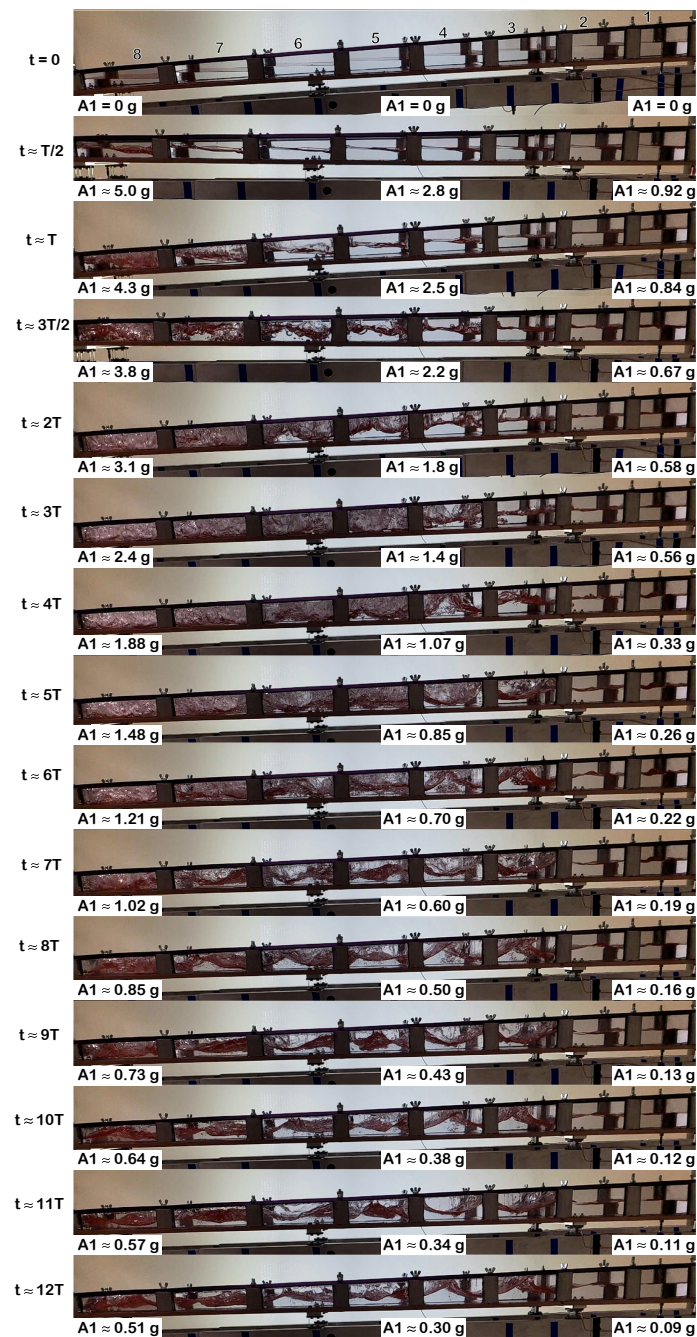 8 7 6 5 4 3 2 1
t = 0
A1 = 0 g A1 = 0 g A1 = 0 g
t ≈ T/2
A1 ≈ 5.0 g A1 ≈ 2.8 g A1 ≈ 0.92 g
t ≈ T
A1 ≈ 4.3 g A1 ≈ 2.5 g A1 ≈ 0.84 g
t ≈ 3T/2
A1 ≈ 3.8 g A1 ≈ 2.2 g A1 ≈ 0.67 g
t ≈ 2T
A1 ≈ 3.1 g A1 ≈ 1.8 g A1 ≈ 0.58 g
t ≈ 3T
A1 ≈ 2.4 g A1 ≈ 1.4 g A1 ≈ 0.56 g
t ≈ 4T
A1 ≈ 1.88 g A1 ≈ 1.07 g A1 ≈ 0.33 g
t ≈ 5T
A1 ≈ 1.48 g A1 ≈ 0.85 g A1 ≈ 0.26 g
t ≈ 6T
A1 ≈ 1.21 g A1 ≈ 0.70 g A1 ≈ 0.22 g
t ≈ 7T
A1 ≈ 1.02 g A1 ≈ 0.60 g A1 ≈ 0.19 g
t ≈ 8T
A1 ≈ 0.85 g A1 ≈ 0.50 g A1 ≈ 0.16 g
t ≈ 9T
A1 ≈ 0.73 g A1 ≈ 0.43 g A1 ≈ 0.13 g
t ≈ 10T
A1 ≈ 0.64 g A1 ≈ 0.38 g A1 ≈ 0.12 g
t ≈ 11T
A1 ≈ 0.57 g A1 ≈ 0.34 g A1 ≈ 0.11 g
t ≈ 12T
A1 ≈ 0.51 g A1 ≈ 0.30 g A1 ≈ 0.09 g